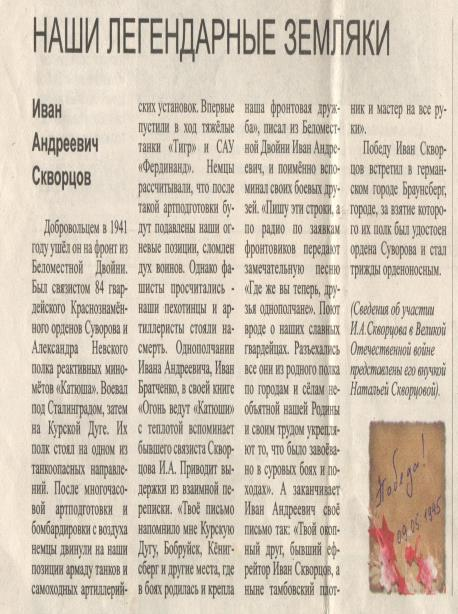 НАШИ ЛЕГЕНДАРНЫЕ ЗЕМЛЯКИ
Иван
Андреевич
Скворцов
Добровольцем в 1941
году ушёл он на фронт из
Беломестной Двойни.
Был связистом 84 гвар-
дейского Краснознамён-
ного орденов Суворова и
Александра Невского
полка реактивных мино-
мётов «Катюша». Воевал
под Сталинградом, затем
на Курской Дуге. Их
полк стоял на одном из
танкоопасных направле-
ний. После многочасо-
вой артподготовки и
бомбардировки с воздуха
немцы двинули на наши
позиции армаду танков и
самоходных артиллерий-
ских установок. Впервые
пустили в ход тяжёлые
танки «Тигр» и САУ
«Фердинанд». Немцы
рассчитывали, что после
такой артподготовки бу-
дут подавлены наши ог-
невые позиции, сломлен
дух воинов. Однако фа-
шисты просчитались -
наши пехотинцы и ар-
тиллеристы стояли на-
смерть. Однополчанин
Ивана Андреевича, Иван
Братченко, в своей книге
«Огонь ведут «Катюши»
с теплотой вспоминает
бывшего связиста Сквор-
цова И.А. Приводит вы-
держки из взаимной пе-
реписки. «Твоё письмо
напомнило мне Курскую
Дугу, Бобруйск, Кёниг-
сберг и другие места, где
в боях родилась и крепла
наша фронтовая друж-
ба», писал из Беломест-
ной Двойни Иван Андре-
евич, и поимённо вспо-
минал своих боевых дру-
зей. «Пишу эти строки, а
по радио по заявкам
фронтовиков передают
замечательную песню
«Где же вы теперь, дру-
зья однополчане». Поют
вроде о наших славных
гвардейцах. Разъехались
все они из родного полка
по городам и сёлам не-
объятной нашей Родины
и своим трудом укрепля-
ют то, что было завоёва-
но в суровых боях и по-
ходах». А заканчивает
Иван Андреевич своё
письмо так: «Твой окоп-
ный друг, бывший еф-
рейтор Иван Скворцов, а
ныне тамбовский плот-
ник и мастер на все ру-
ки».
Победу Иван Сквор-
цов встретил в герман-
ском городе Браунсберг,
городе, за взятие которо-
го их полк был удостоен
ордена Суворова и стал
трижды орденоносным.
(Сведения об участии
И.А.Скворцова в Великой
Отечественной войне
представлены его внучкой
Натальей Скворцовой).
Победа!
09.05.1945